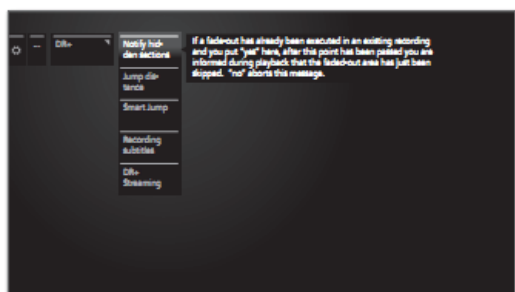 ...
DR+
Notify hid-
den sections
If a fade-out has already been executed in an existing recording
and you put "yes" here, after this point has been passed you are
informed during playback that the faded-out area has just been
skipped. "no" aborts this message.
Jump dis-
tance
Smart Jump
Recording
subtitles
DR+
Streaming